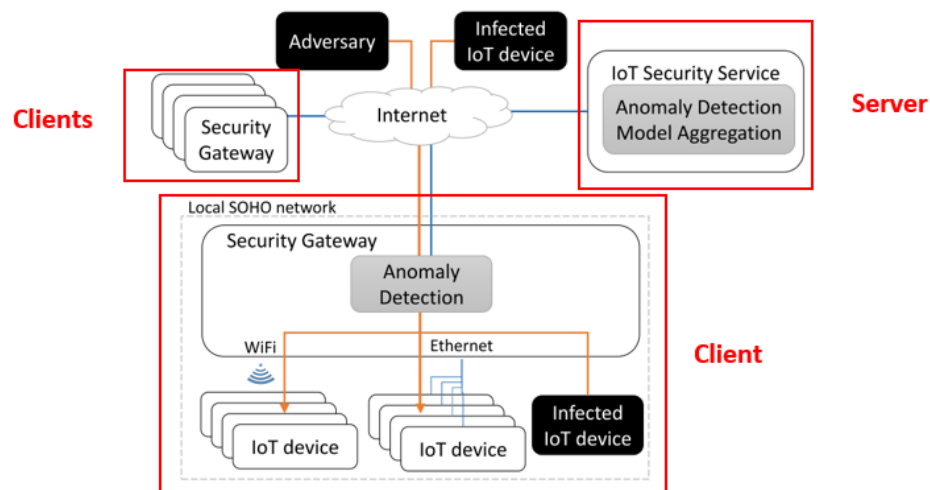 Adversary
Infected
IoT device
Clients
Security
Gateway
Internet
IoT Security Service
Anomaly Detection
Model Aggregation
Server
Local SOHO network
Security Gateway
Anomaly
Detection
WiFi
Ethernet
Client
IoT device
IoT device
Infected
IoT device